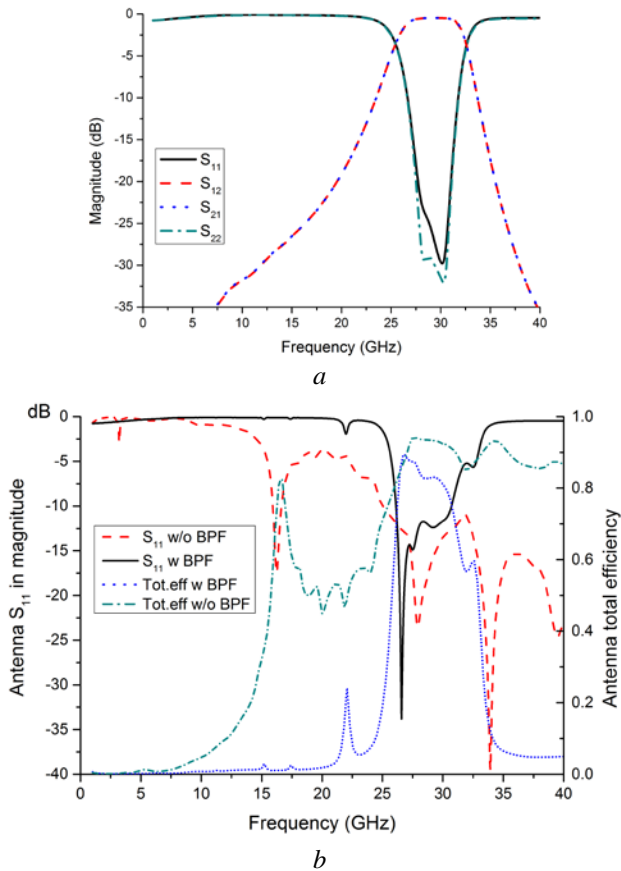 0
-5
-10
-15
-20
-25
-30
-35
Magnitude (dB)
S11
S12
S21
S22
0 5 10 15 20 25 30 35 40
Frequency (GHz)
a
dB
0
-5
-10
-15
-20
-25
-30
-35
-40
Antenna S11 in magnitude
S11 w/o BPF
S11 w BPF
Tot.eff w BPF
Tot.eff w/o BPF
1.0
0.8
0.6
0.4
0.2
0.0
Antenna total efficiency
0 5 10 15 20 25 30 35 40
Frequency (GHz)
b